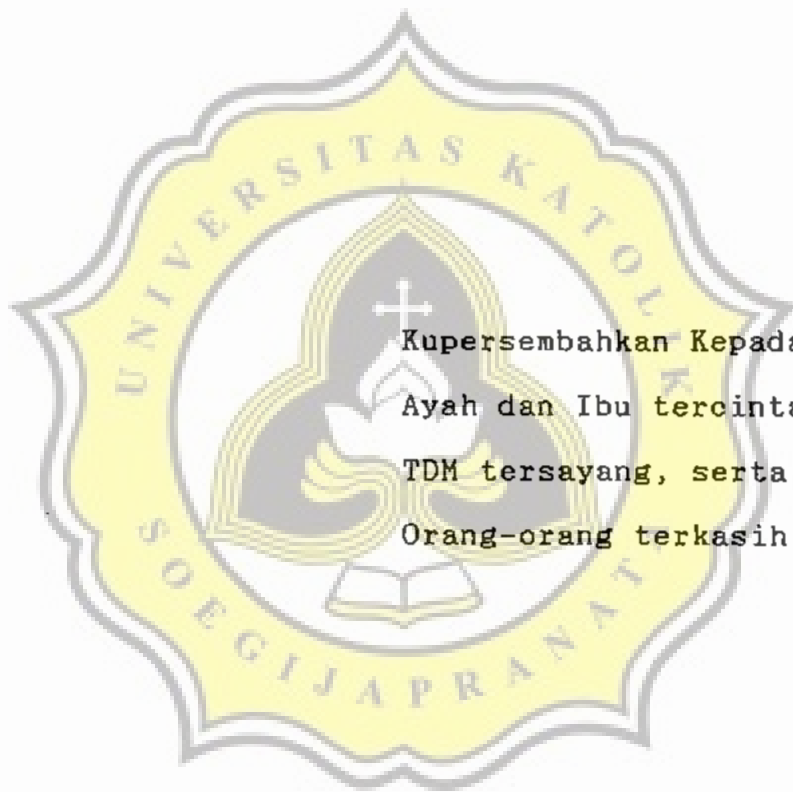 UNIVERSITAS KATOLIK
Kupersembahkan Kepada
Ayah dan Ibu tercinta
TDM tersayang, serta
Orang-orang terkasih
SOEGIJAPRANATA